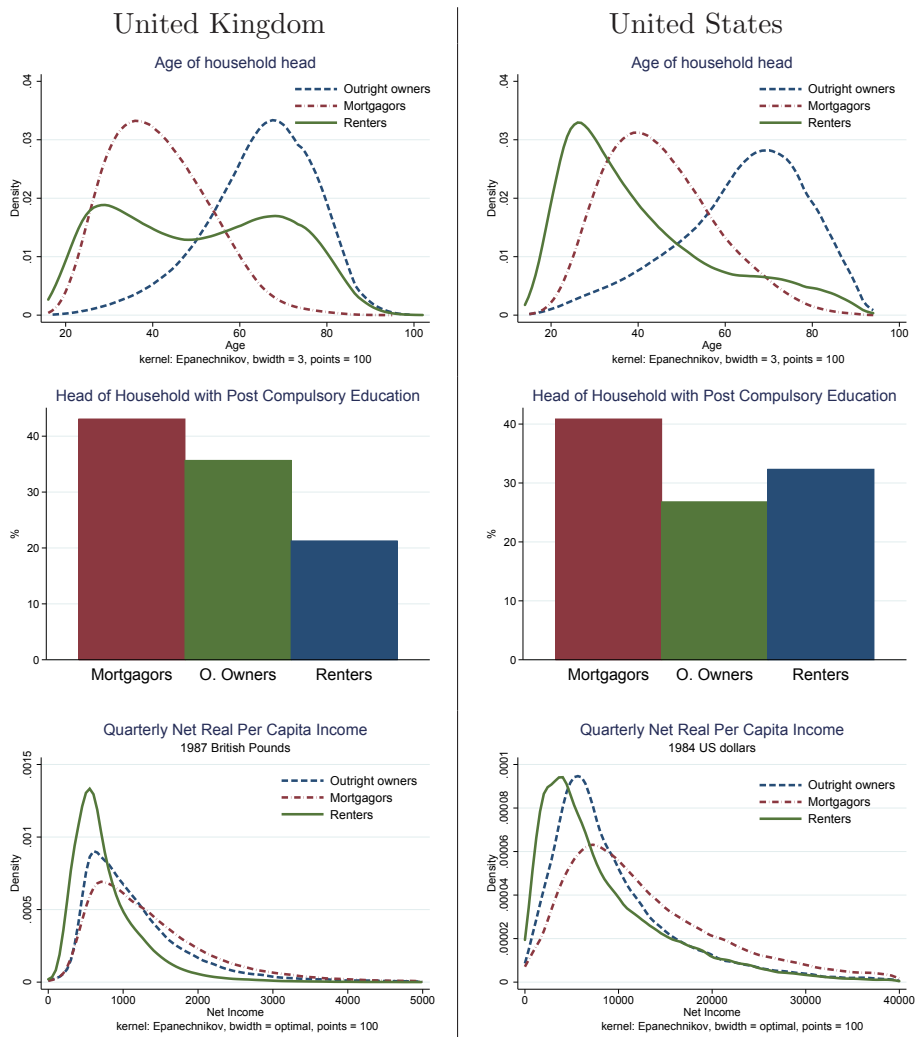 United Kingdom
Age of household head
Outright owners
Mortgagors
Renters
Density
0 .01 .02 .03 .04
20 40 60 80 100
Age
kernel: Epanechnikov, bwidth = 3, points = 100
Head of Household with Post Compulsory Education
%
0 10 20 30 40
Mortgagors O. Owners Renters
Quarterly Net Real Per Capita Income
1987 British Pounds
Outright owners
Mortgagors
Renters
Density
0 .0005 .001 .0015
0 1000 2000 3000 4000 5000
Net Income
kernel: Epanechnikov, bwidth = optimal, points = 100
United States
Age of household head
Outright owners
Mortgagors
Renters
Density
0 .01 .02 .03 .04
20 40 60 80 100
Age
kernel: Epanechnikov, bwidth = 3, points = 100
Head of Household with Post Compulsory Education
%
0 10 20 30 40
Mortgagors O. Owners Renters
Quarterly Net Real Per Capita Income
1984 US dollars
Outright owners
Mortgagors
Renters
Density
0 .00002 .00004 .00006 .00008 .0001
0 10000 20000 30000 40000
Net Income
kernel: Epanechnikov, bwidth = optimal, points = 100